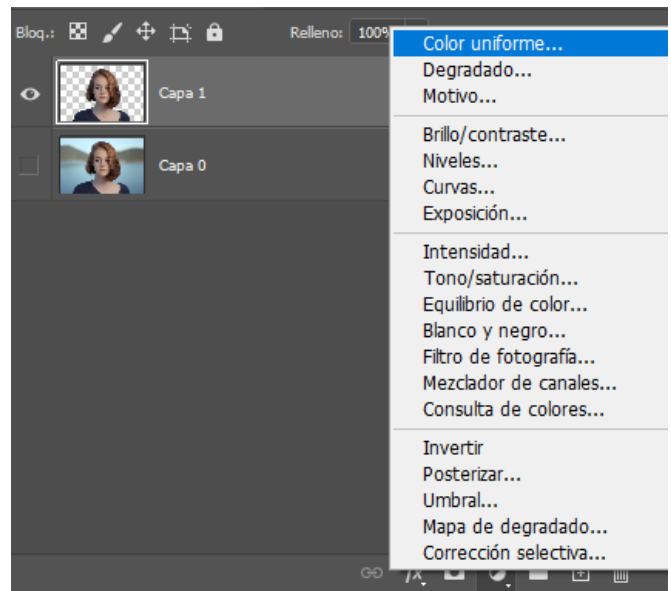 Bloq.:
Relleno: 100%
Capa 1
Capa 0
Color uniforme...
Degradado...
Motivo...
Brillo/contraste...
Niveles...
Curvas...
Exposición...
Intensidad...
Tono/saturación...
Equilibrio de color...
Blanco y negro...
Filtro de fotografía...
Mezclador de canales...
Consulta de colores...
Invertir
Posterizar...
Umbral...
Mapa de degradado...
Corrección selectiva...
fx